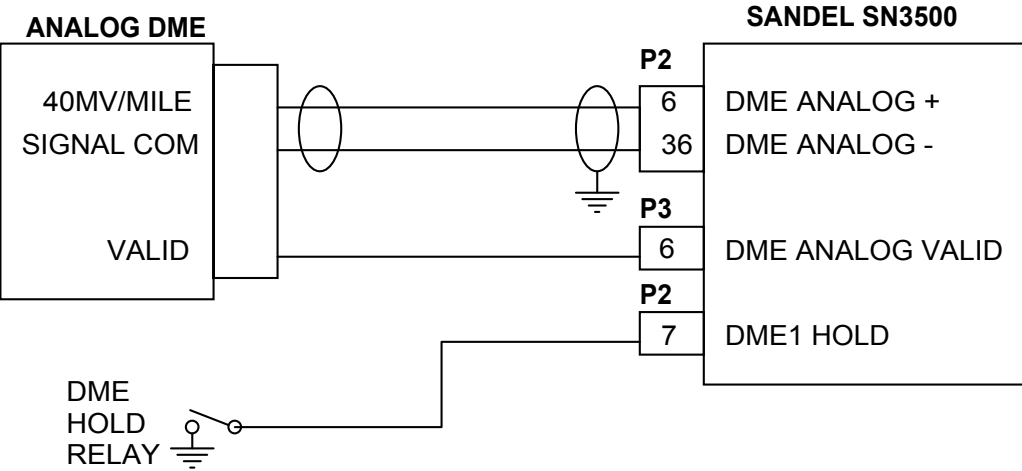 ANALOG DME
SANDEL SN3500
P2
40MV/MILE
6
DME ANALOG +
SIGNAL COM
36
DME ANALOG -
P3
VALID
6
DME ANALOG VALID
P2
7
DME1 HOLD
DME
HOLD
RELAY